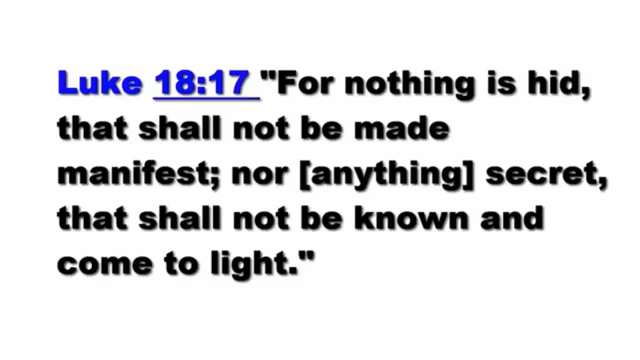 Luke 18:17 "For nothing is hid,
that shall not be made
manifest; nor [anything] secret,
that shall not be known and
come to light."